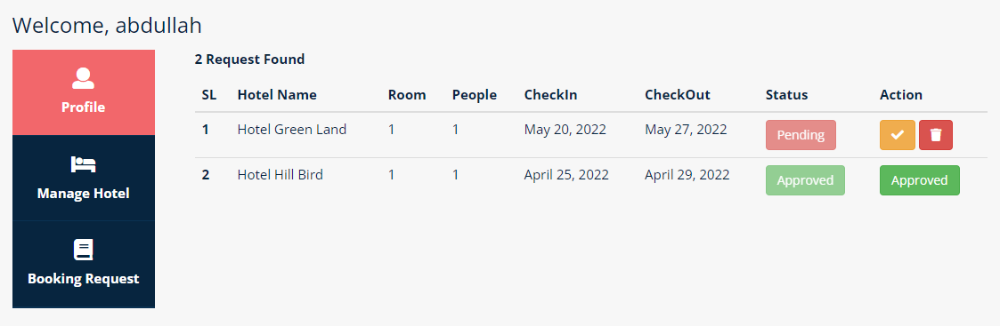 Welcome, abdullah
Profile
Manage Hotel
Booking Request
2 Request Found
SL Hotel Name Room People CheckIn CheckOut Status Action
1 Hotel Green Land 1 1 May 20, 2022 May 27, 2022 Pending
2 Hotel Hill Bird 1 1 April 25, 2022 April 29, 2022 Approved Approved